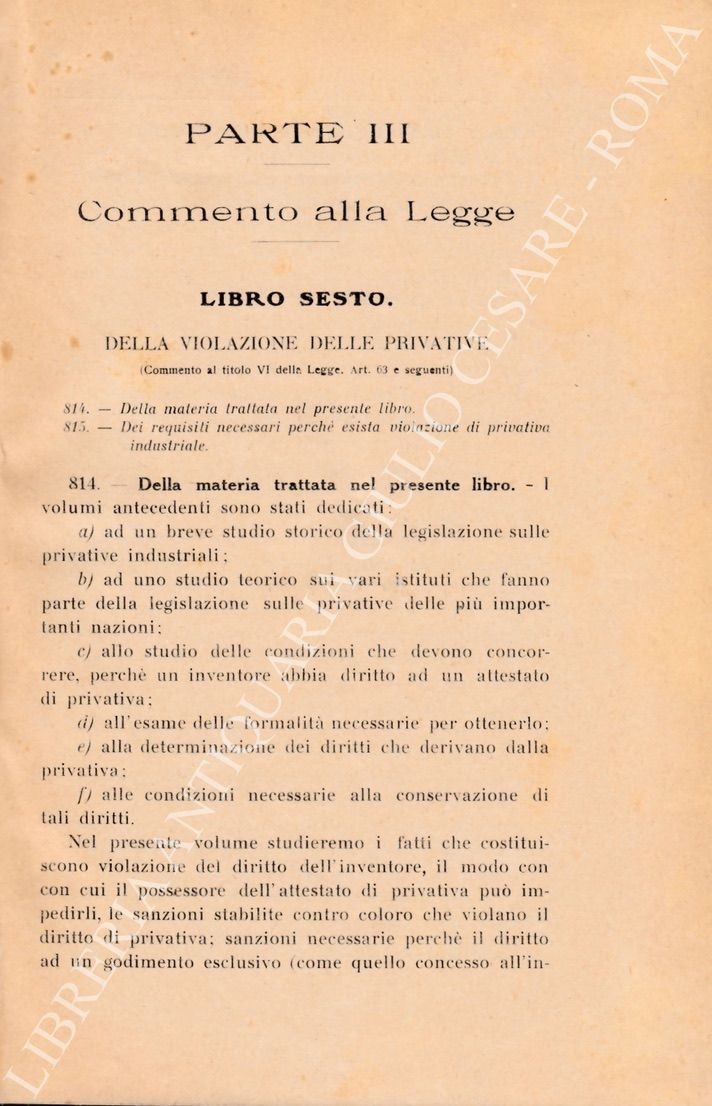 PARTE III
Commento alla Legge
LIBRO SESTO.
DELLA VIOLAZIONE DELLE PRIVATIVE
(Commento al titolo VI della Legge. Art. 63 e seguenti)
814. — Della materia trattata nel presente libro.
815. — Dei requisiti necessari perchè esista violazione di privativa
industriale.
814. — Della materia trattata nel presente libro. - I
volumi antecedenti sono stati dedicati:
a) ad un breve studio storico della legislazione sulle
privative industriali;
b) ad uno studio teorico sui vari istituti che fanno
parte della legislazione sulle privative delle più impor-
tanti nazioni;
c) allo studio delle condizioni che devono concor-
rere, perchè un inventore abbia diritto ad un attestato
di privativa;
d) all'esame delle formalità necessarie per ottenerlo;
e) alla determinazione dei diritti che derivano dalla
privativa;
f) alle condizioni necessarie alla conservazione di
tali diritti.
Nel presente volume studieremo i fatti che costitui-
scono violazione del diritto dell'inventore, il modo con
con cui il possessore dell'attestato di privativa può im-
pedirli, le sanzioni stabilite contro coloro che violano il
diritto di privativa; sanzioni necessarie perchè il diritto
ad un godimento esclusivo (come quello concesso all'in-
LIBRERIA ANTIQUARIA GIULIO CESARE - ROMA